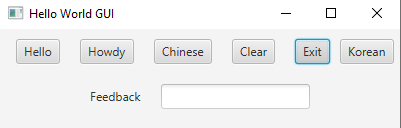 Hello World GUI
Hello Howdy Chinese Clear Exit Korean
Feedback